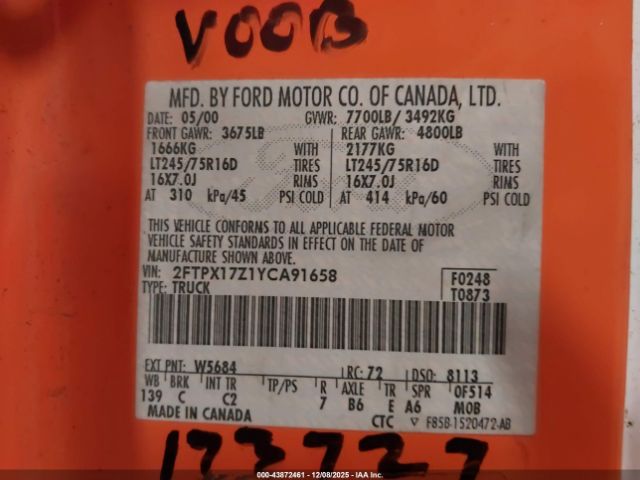 V00B
MFD. BY FORD MOTOR CO. OF CANADA, LTD.
DATE: 05/00 GVWR: 7700LB/ 3492KG
FRONT GAWR: 3675LB REAR GAWR: 4800LB
1666KG WITH 2177KG WITH
LT245/75R16D TIRES LT245/75R16D TIRES
16X7.0J RIMS 16X7.0J RIMS
AT 310 kPa/45 PSI COLD AT 414 kPa/60 PSI COLD
THIS VEHICLE CONFORMS TO ALL APPLICABLE FEDERAL MOTOR
VEHICLE SAFETY STANDARDS IN EFFECT ON THE DATE OF
MANUFACTURE SHOWN ABOVE.
VIN: 2FTPX17Z1YCA91658 F0248
TYPE: TRUCK T0873
EXT PNT: W5684 RC: 72 DSO: 8113
WB BRK INT TR TP/PS R AXLE TR SPR 0F514
139 C C2 7 B6 E A6 MOB
MADE IN CANADA CTC ▽ F85B-1520472-AB
000-43872461 | 12/08/2025 - IAA Inc.